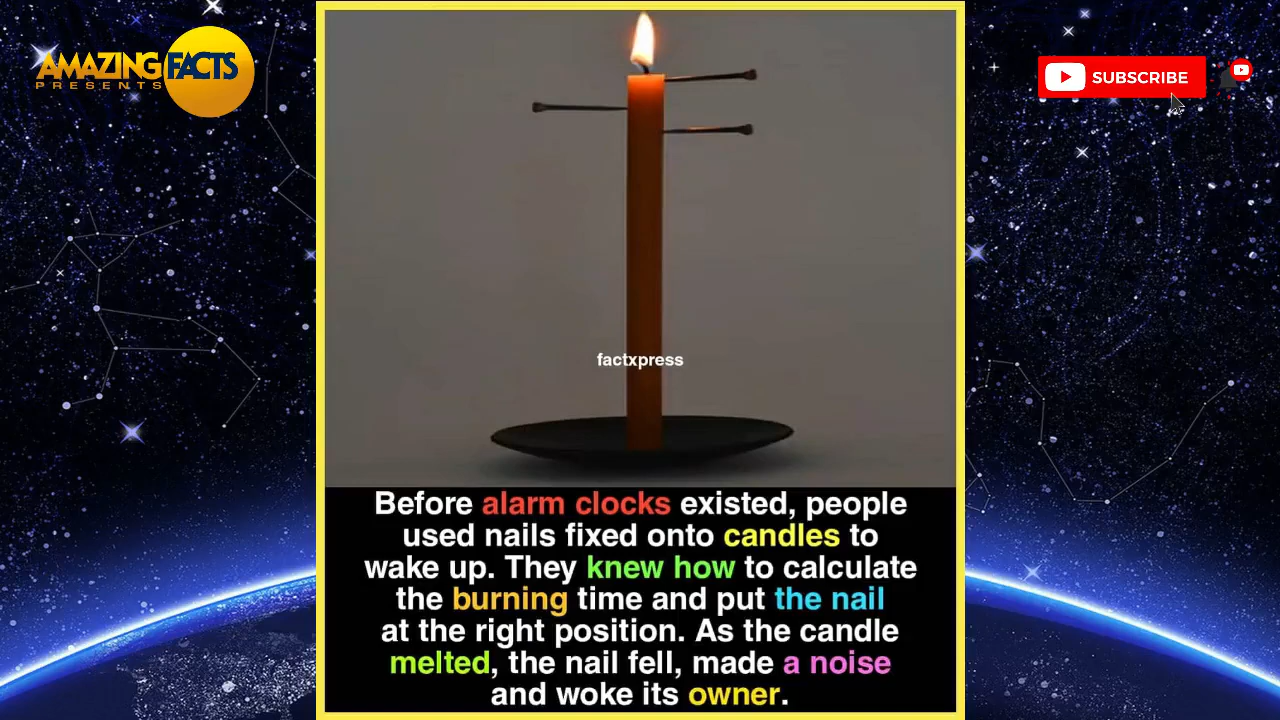 AMAZING FACTS
PRESENTS
SUBSCRIBE
factxpress
Before alarm clocks existed, people
used nails fixed onto candles to
wake up. They knew how to calculate
the burning time and put the nail
at the right position. As the candle
melted, the nail fell, made a noise
and woke its owner.